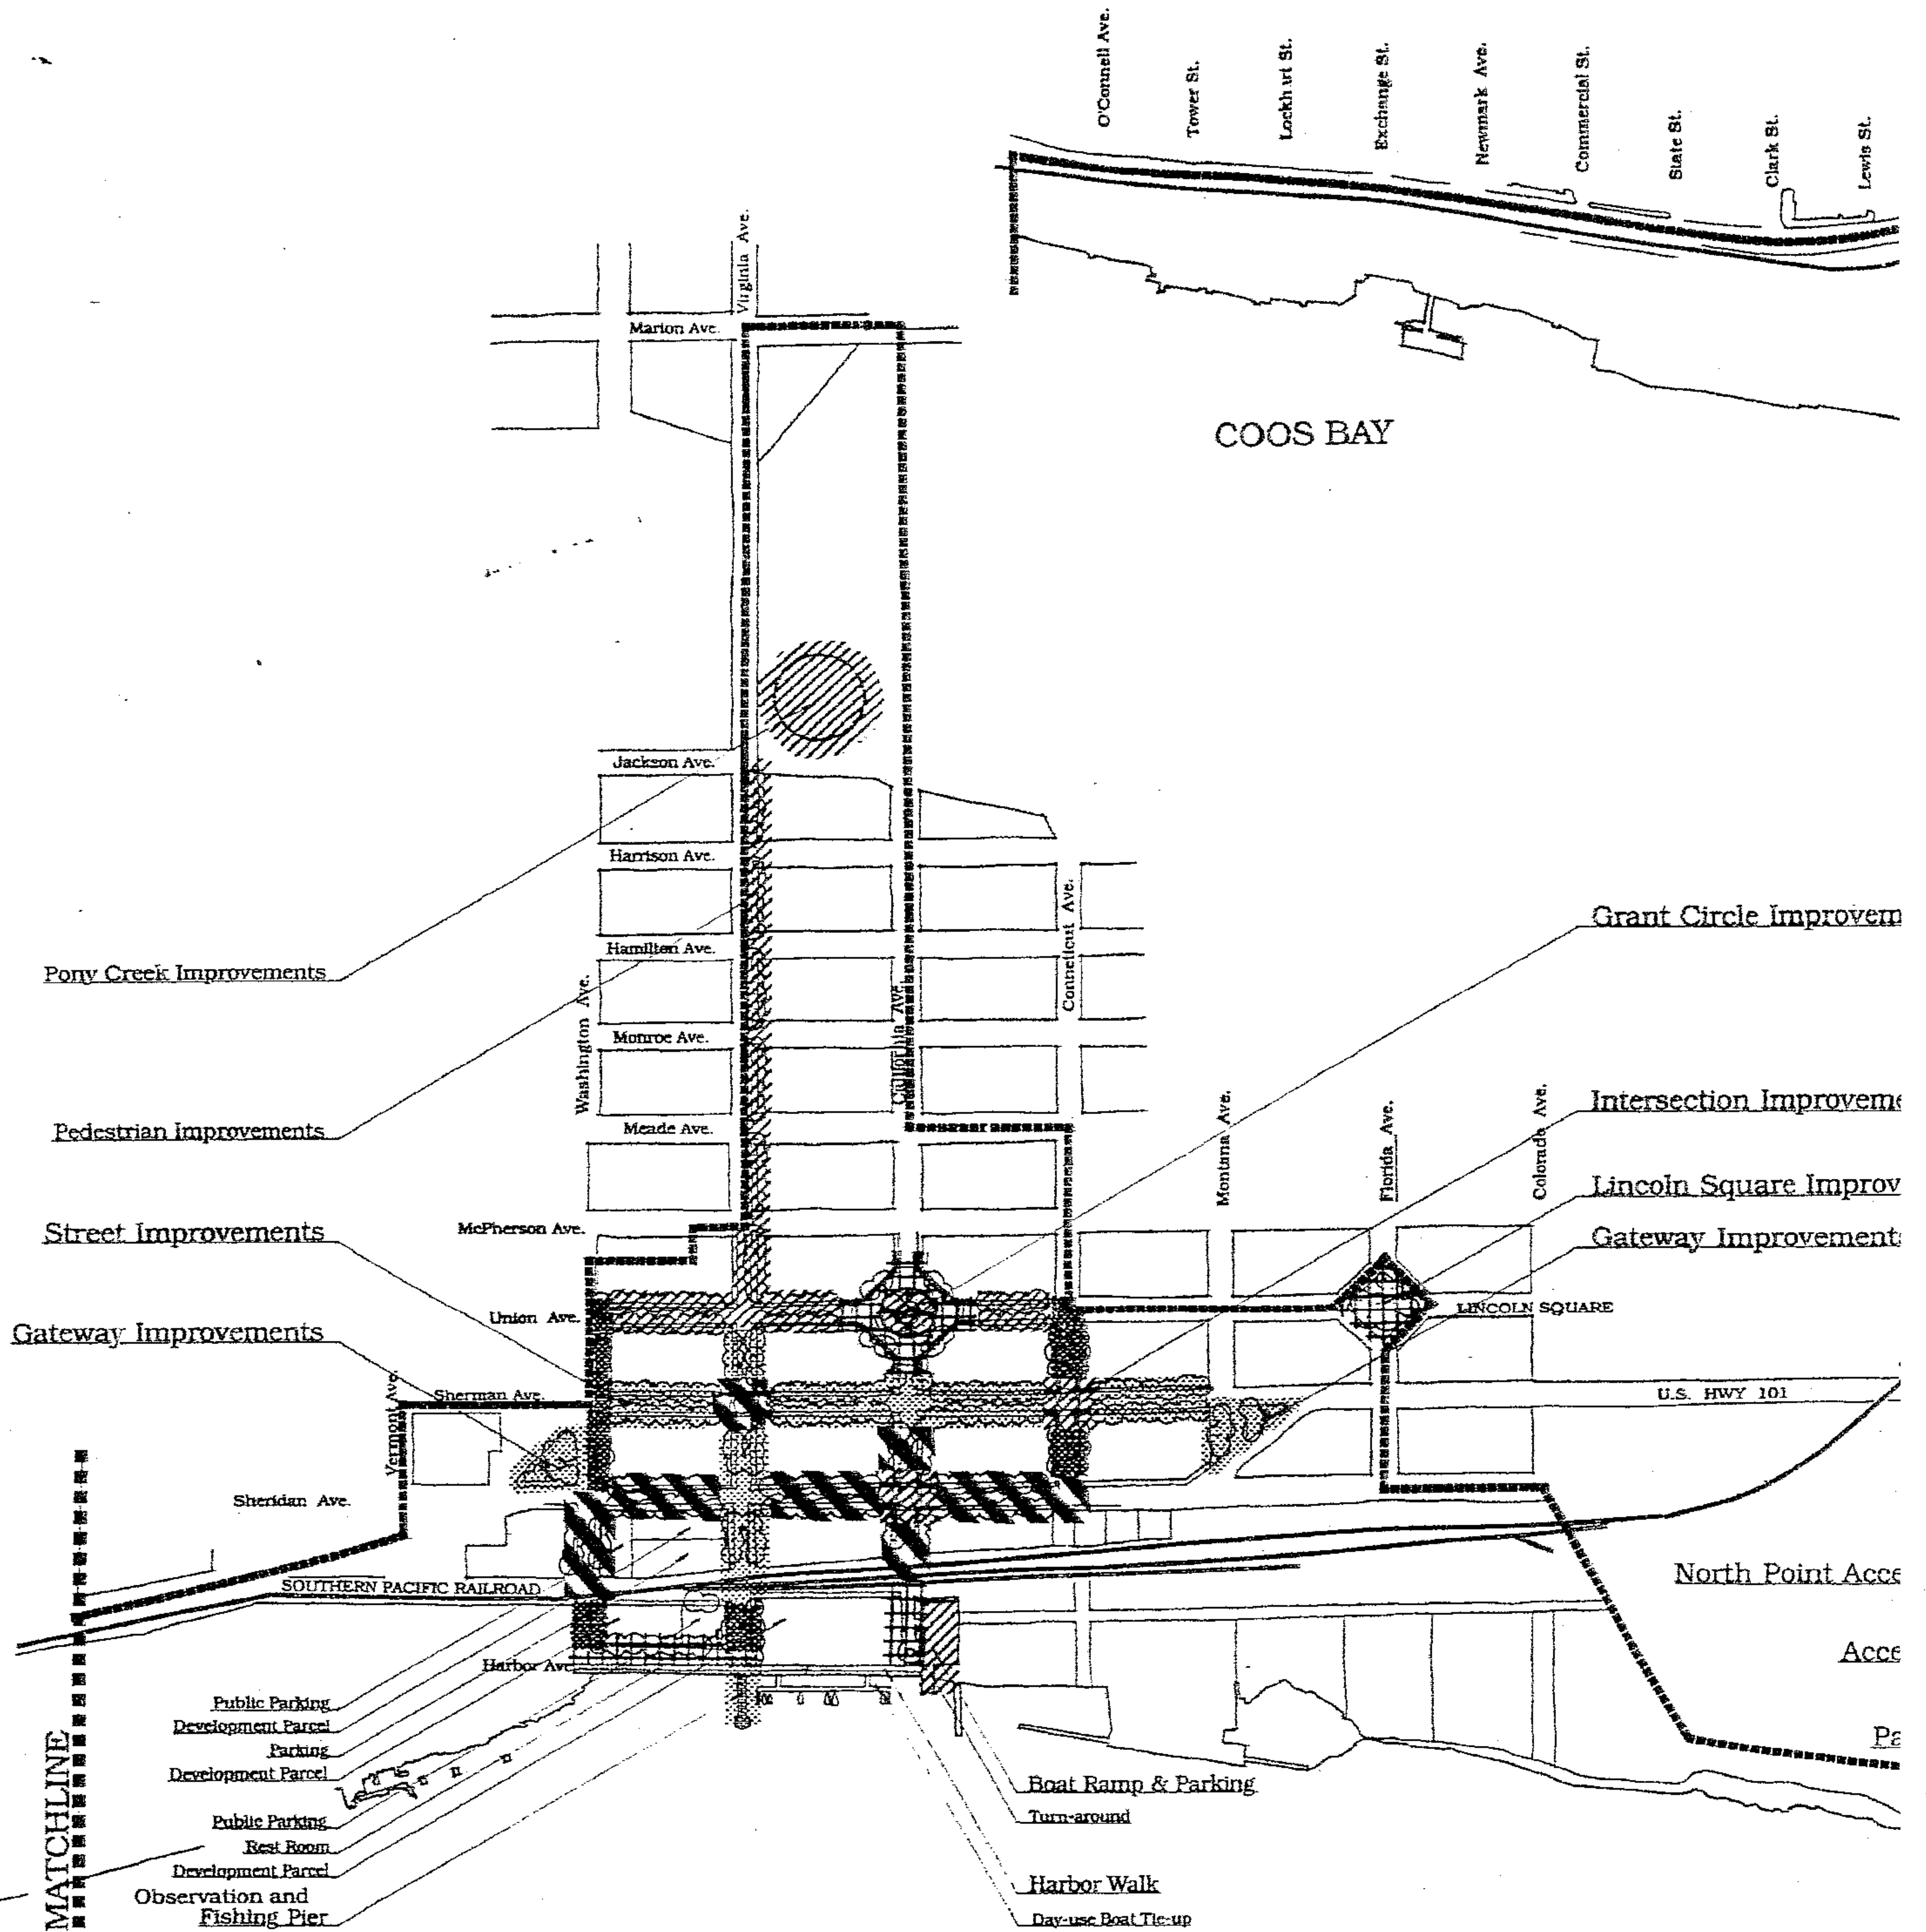 O'Connell Ave.
Tower St.
Lockhart St.
Exchange St.
Newmark Ave.
Commercial St.
State St.
Clark St.
Lewis St.
COOS BAY
Virginia Ave.
Marion Ave.
Jackson Ave.
Harrison Ave.
Hamilton Ave.
Monroe Ave.
Meade Ave.
McPherson Ave.
Union Ave.
Sherman Ave.
Sheridan Ave.
Harbor Ave.
Washington Ave.
California Ave.
Connecticut Ave.
Montana Ave.
Florida Ave.
Colorado Ave.
Vermont Ave.
LINCOLN SQUARE
U.S. HWY 101
SOUTHERN PACIFIC RAILROAD
Pony Creek Improvements
Pedestrian Improvements
Street Improvements
Gateway Improvements
Grant Circle Improvem
Intersection Improveme
Lincoln Square Improv
Gateway Improvements
North Point Acce
Acce
Pa
Public Parking
Development Parcel
Parking
Development Parcel
Public Parking
Rest Room
Development Parcel
Observation and
Fishing Pier
Boat Ramp & Parking
Turn-around
Harbor Walk
Day-use Boat Tie-up
MATCHLINE